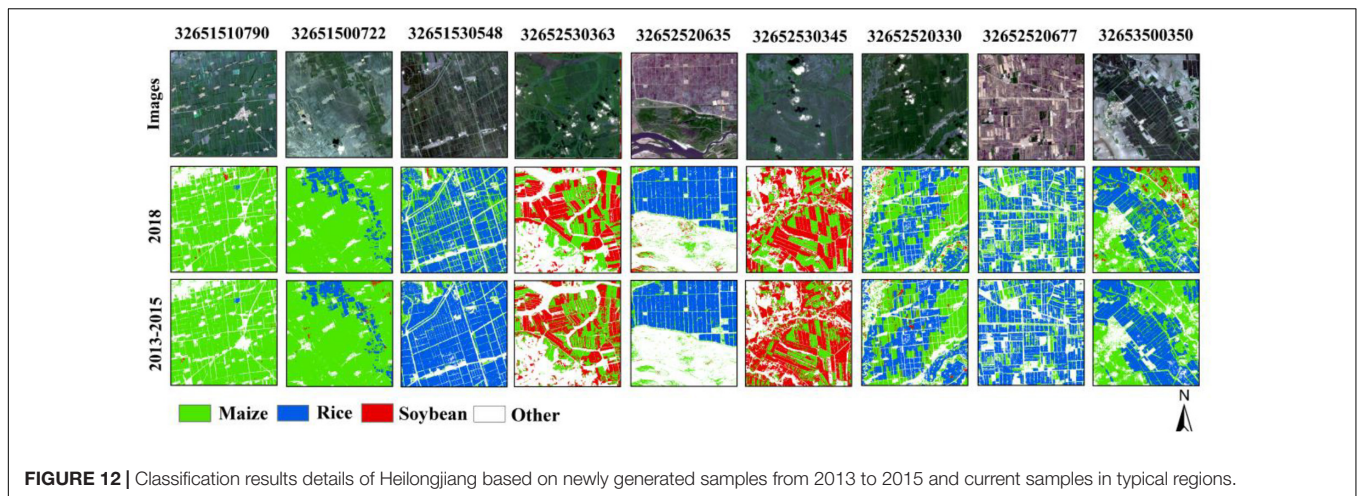 32651510790 32651500722 32651530548 32652530363 32652520635 32652530345 32652520330 32652520677 32653500350
Images
2018
2013-2015
Maize Rice Soybean Other
N
FIGURE 12 | Classification results details of Heilongjiang based on newly generated samples from 2013 to 2015 and current samples in typical regions.